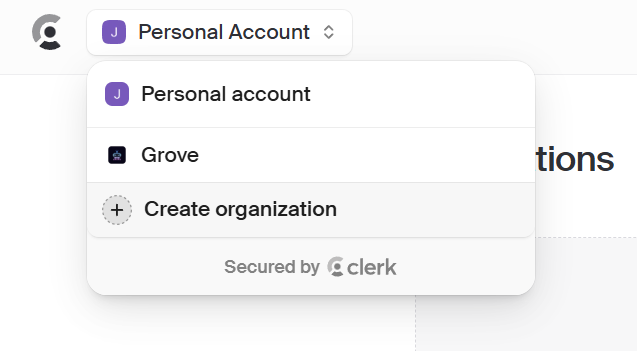 J Personal Account
J Personal account
tions
Grove
Create organization
Secured by clerk